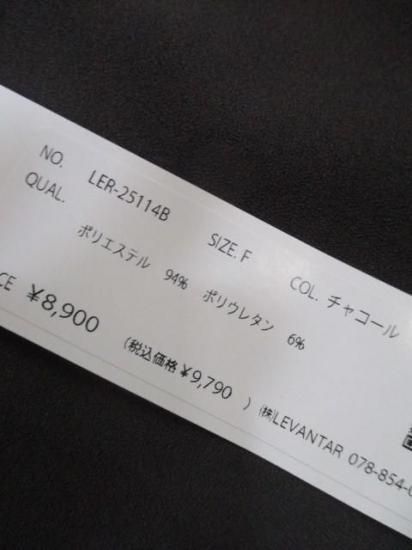 NO. LER-25114B SIZE. F COL. チャコール
QUAL.
ポリエステル 94% ポリウレタン 6%
¥8,900
(税込価格¥9,790 ) ㈱LEVANTAR 078-854-